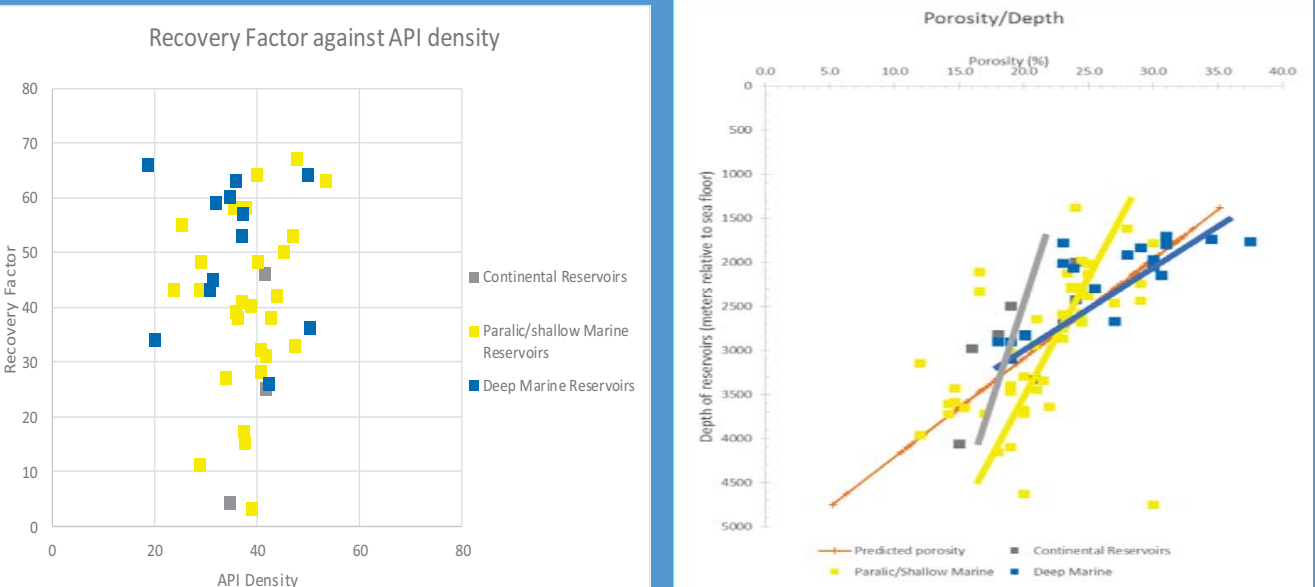 Recovery Factor against API density
80
70
60
50
40
30
20
10
0
Recovery Factor
0 20 40 60 80
API Density
Continental Reservoirs
Paralic/shallow Marine
Reservoirs
Deep Marine Reservoirs
Porosity/Depth
Porosity (%)
0.0 5.0 10.0 15.0 20.0 25.0 30.0 35.0 40.0
0
500
1000
1500
2000
2500
3000
3500
4000
4500
5000
Depth of reservoirs (meters relative to sea floor)
Predicted porosity Continental Reservoirs
Paralic/Shallow Marine Deep Marine